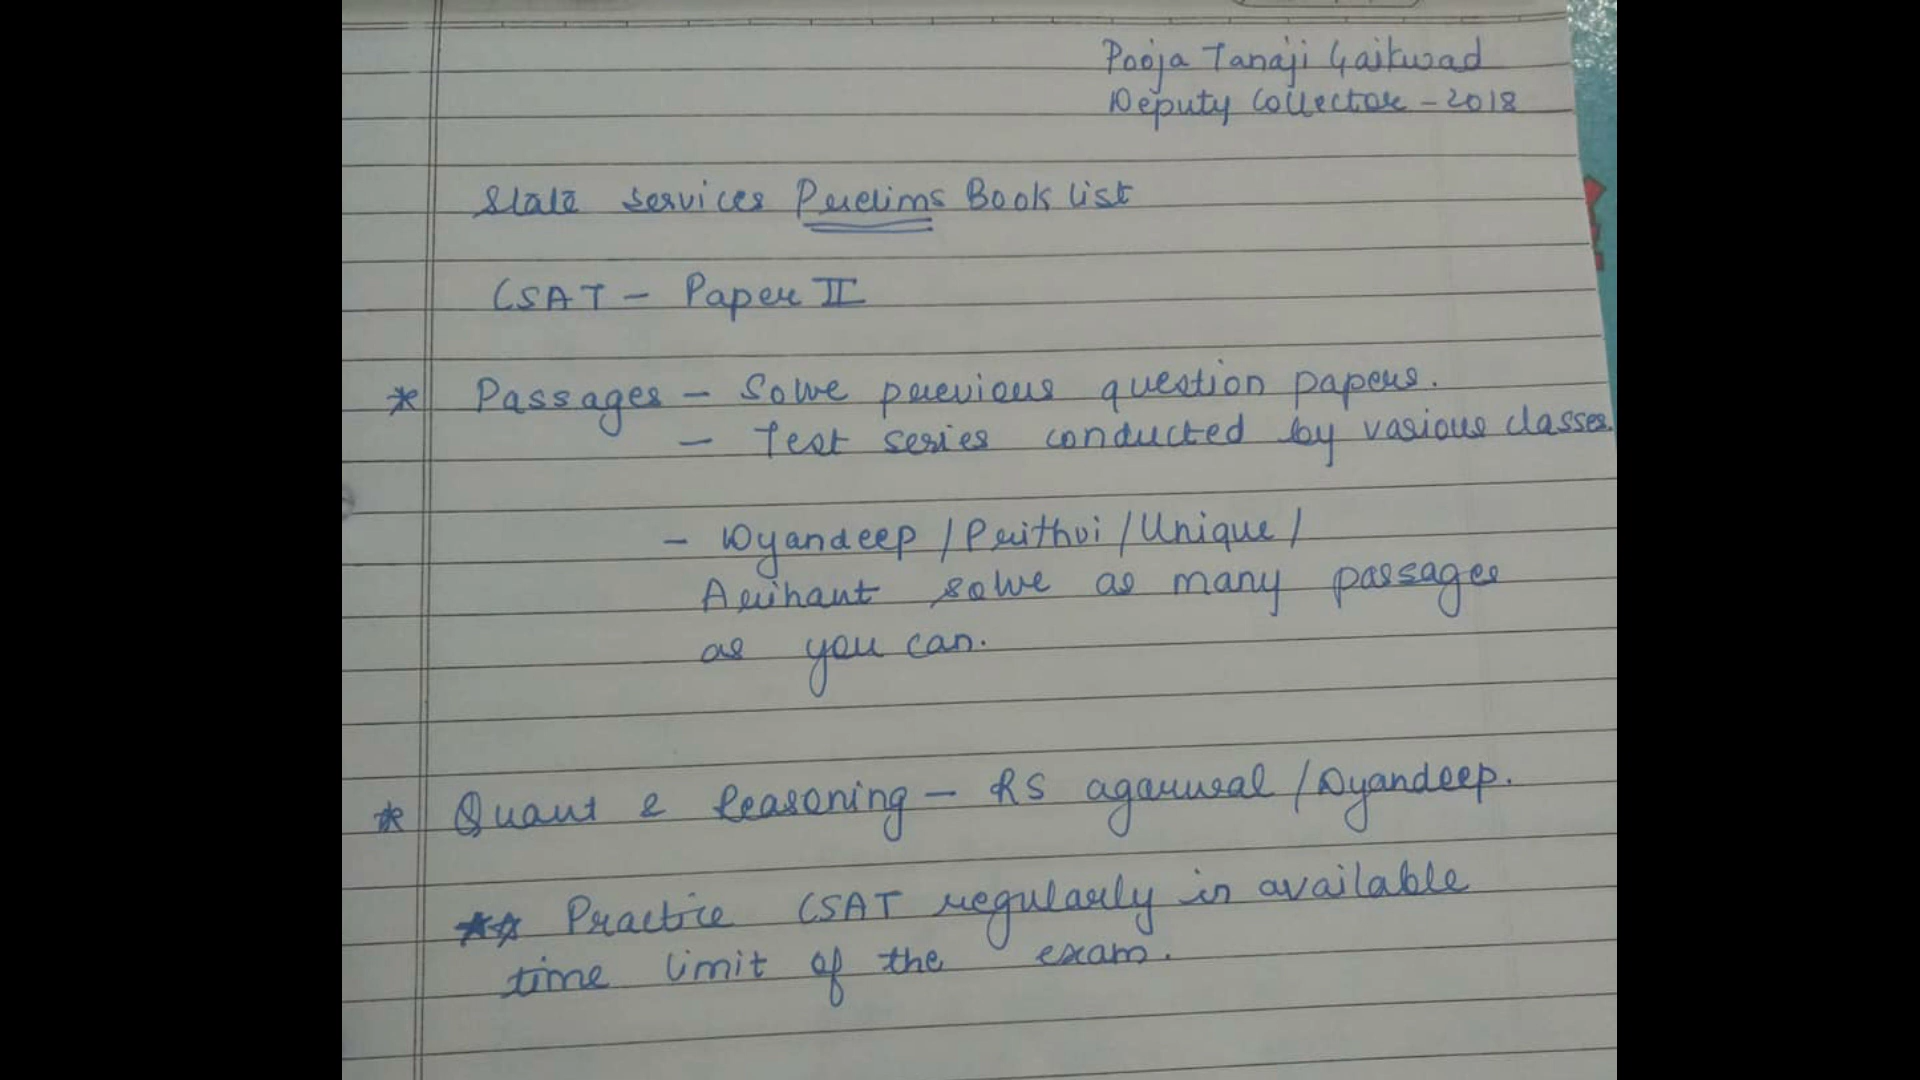 Pooja Tanaji Gaikwad
Deputy Collector - 2018
State services Prelims Book list
CSAT - Paper II
* Passages - Solve previous question papers.
- Test series conducted by various classes.
- Dyandeep / Prithvi / Unique /
Arihant solve as many passages
as you can.
* Quant & Reasoning - RS agarwal / Dyandeep.
** Practice CSAT regularly in available
time limit of the exam.